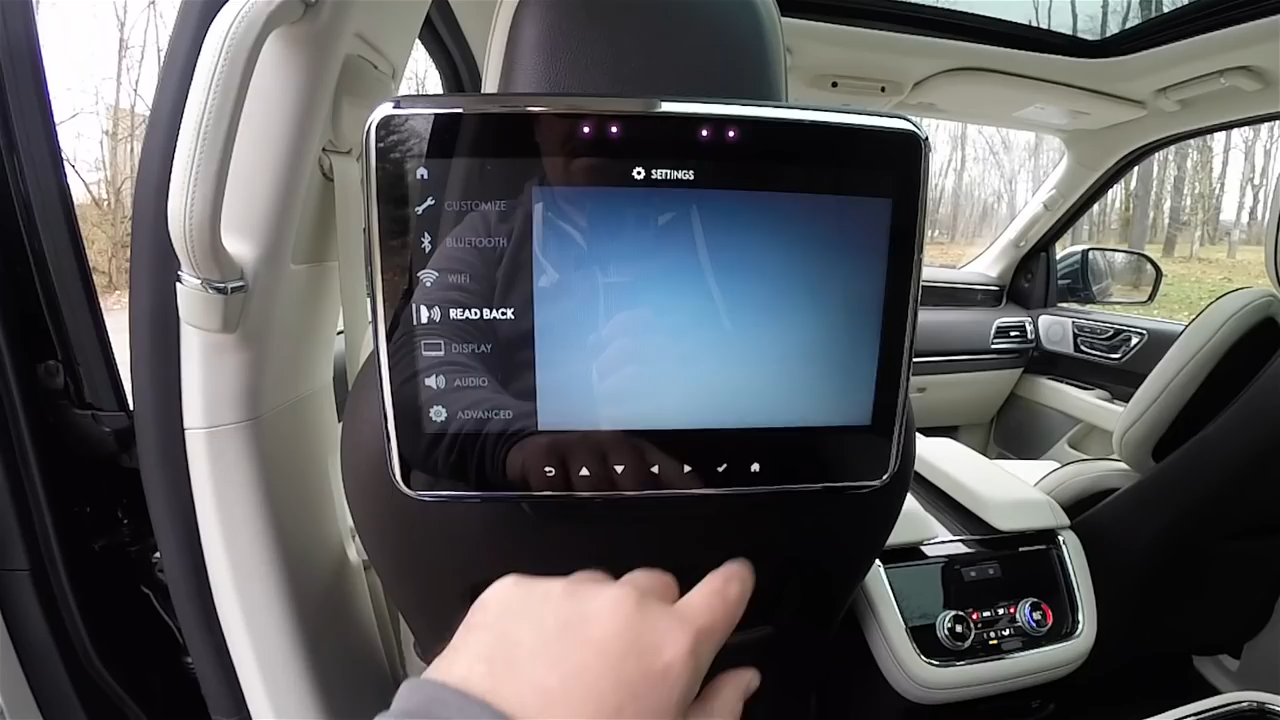 SETTINGS
CUSTOMIZE
BLUETOOTH
WIFI
READ BACK
DISPLAY
AUDIO
ADVANCED